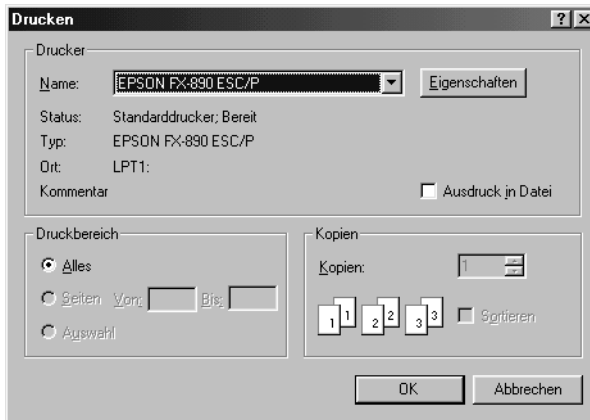 Drucken
Drucker
Name: EPSON FX-890 ESC/P Eigenschaften
Status: Standarddrucker; Bereit
Typ: EPSON FX-890 ESC/P
Ort: LPT1:
Kommentar Ausdruck in Datei
Druckbereich
Alles
Seiten Von: Bis:
Auswahl
Kopien
Kopien: 1
1 1 2 2 3 3 Sortieren
OK Abbrechen